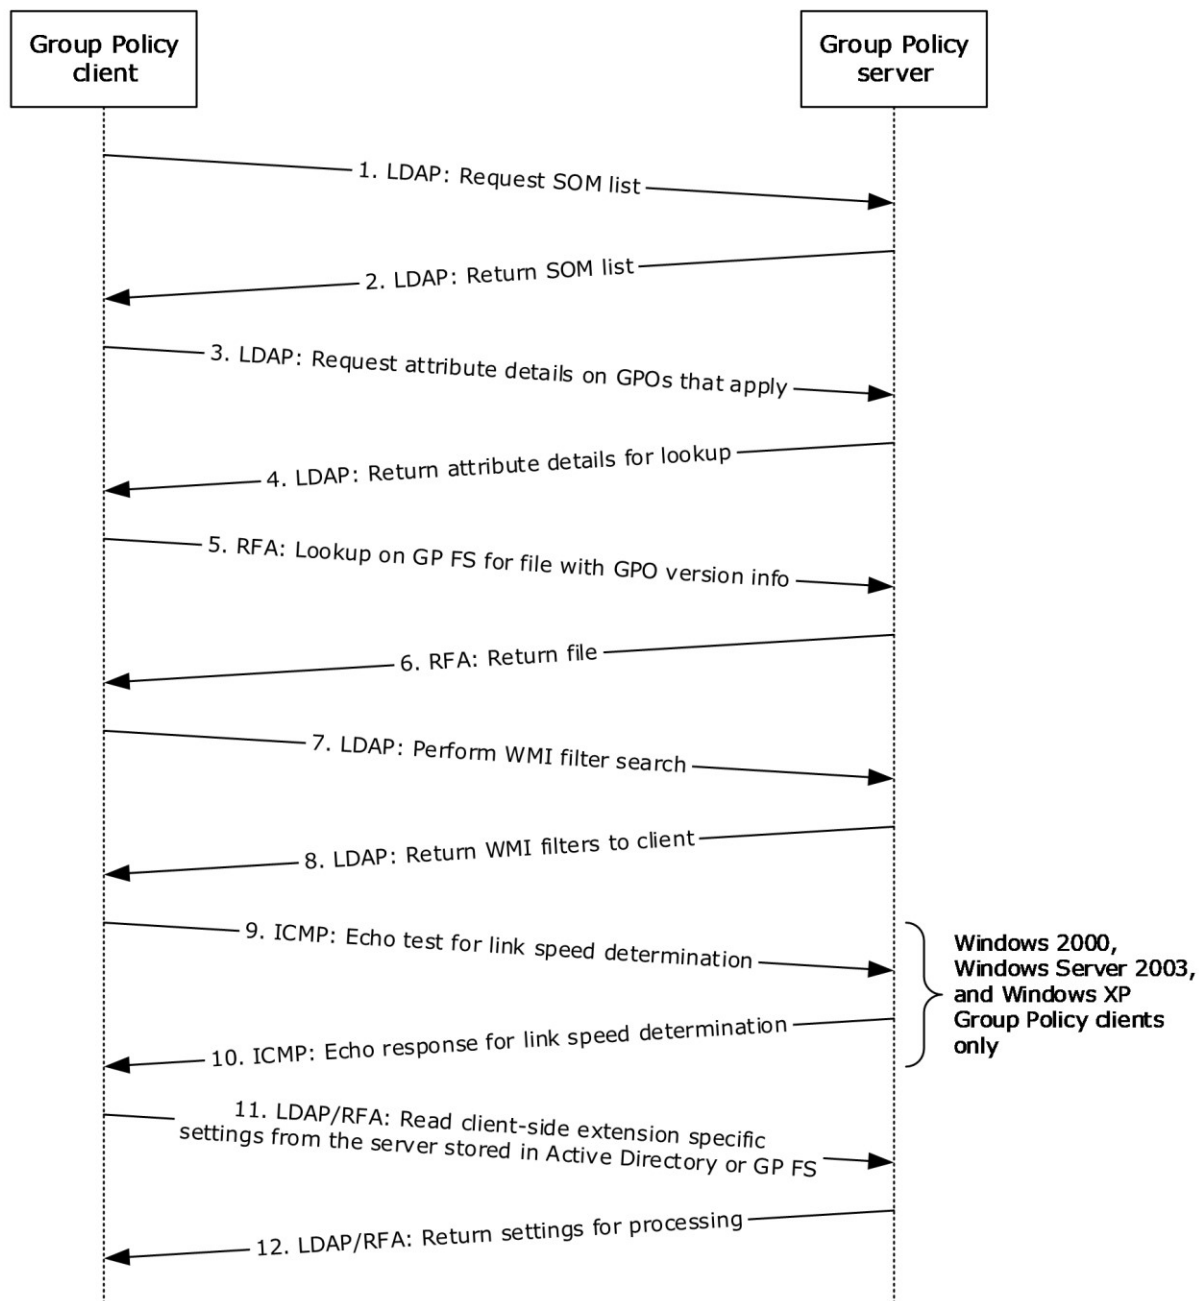 Group Policy
client
Group Policy
server
1. LDAP: Request SOM list
2. LDAP: Return SOM list
3. LDAP: Request attribute details on GPOs that apply
4. LDAP: Return attribute details for lookup
5. RFA: Lookup on GP FS for file with GPO version info
6. RFA: Return file
7. LDAP: Perform WMI filter search
8. LDAP: Return WMI filters to client
9. ICMP: Echo test for link speed determination
Windows 2000,
Windows Server 2003,
and Windows XP
Group Policy clients
only
10. ICMP: Echo response for link speed determination
11. LDAP/RFA: Read client-side extension specific
settings from the server stored in Active Directory or GP FS
12. LDAP/RFA: Return settings for processing